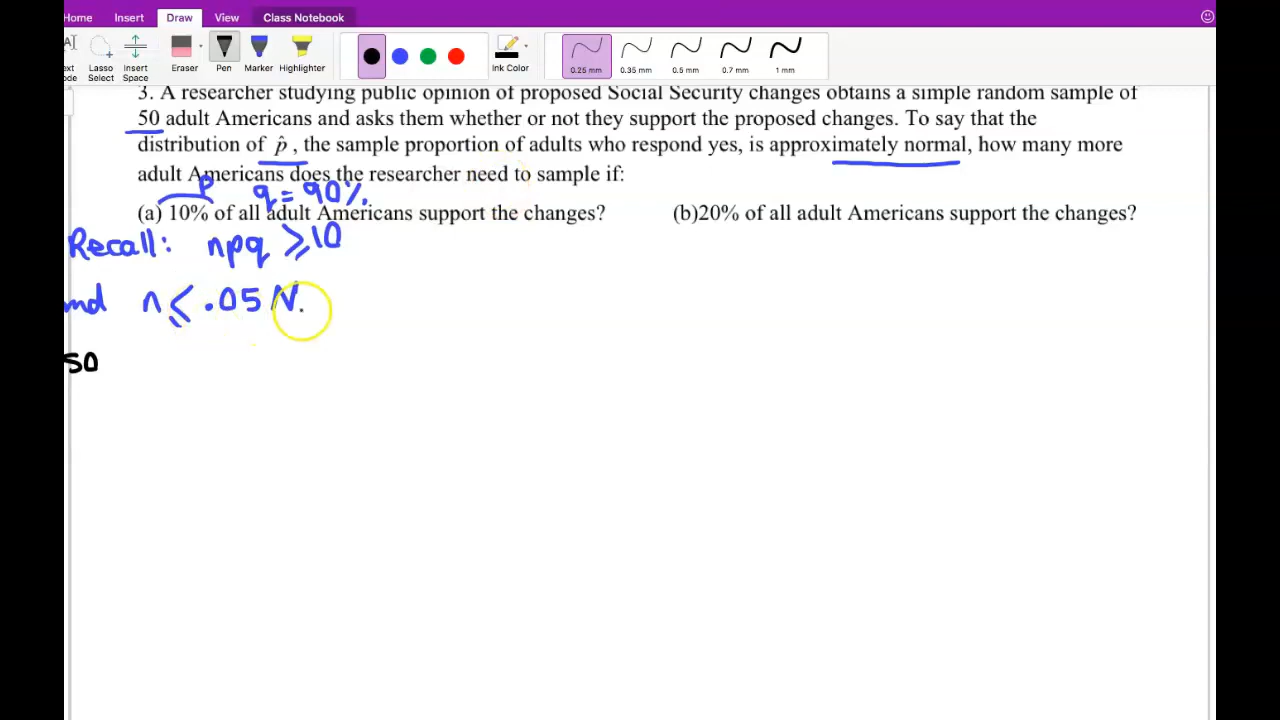 Home Insert Draw View Class Notebook
Eraser Pen Marker Highlighter Ink Color
Lasso Select Insert Space
0.25 mm 0.35 mm 0.5 mm 0.7 mm 1 mm
3. A researcher studying public opinion of proposed Social Security changes obtains a simple random sample of
50 adult Americans and asks them whether or not they support the proposed changes. To say that the
distribution of p̂ , the sample proportion of adults who respond yes, is approximately normal, how many more
adult Americans does the researcher need to sample if:
p q = 90%.
(a) 10% of all adult Americans support the changes? (b)20% of all adult Americans support the changes?
Recall: npq ⩾10
n ⩽ .05 N.
50